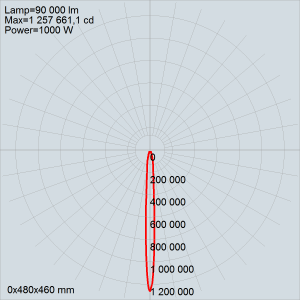 Lamp=90 000 lm
Max=1 257 661,1 cd
Power=1000 W
0
200 000
400 000
600 000
800 000
1 000 000
1 200 000
0x480x460 mm